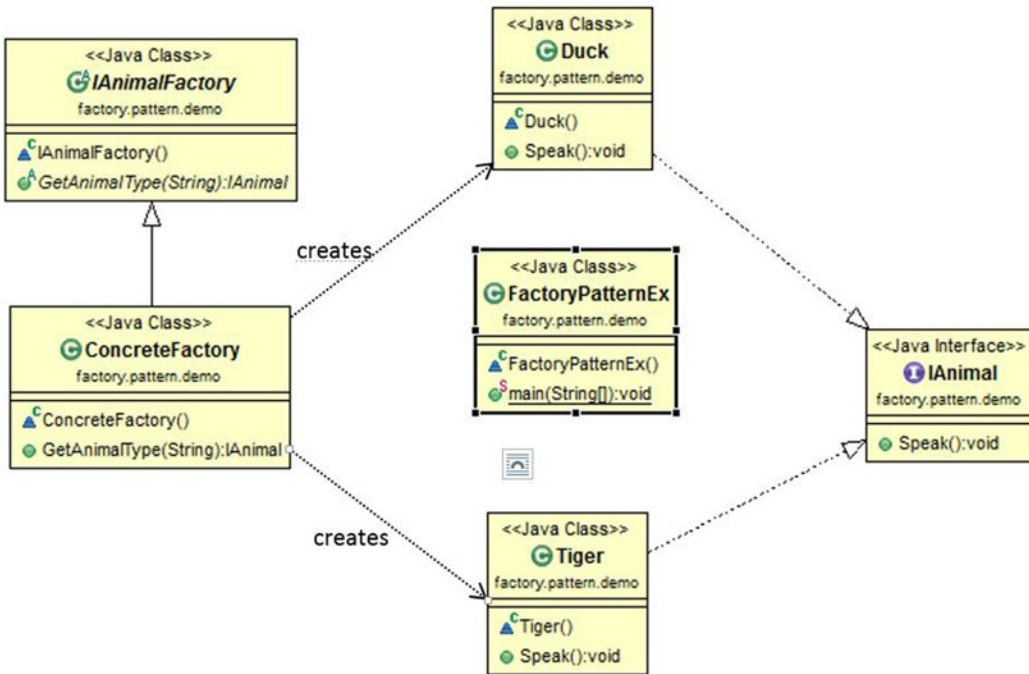 <<Java Class>>
IAnimalFactory
factory.pattern.demo
IAnimalFactory()
GetAnimalType(String):IAnimal
<<Java Class>>
Duck
factory.pattern.demo
Duck()
Speak():void
creates
<<Java Class>>
FactoryPatternEx
factory.pattern.demo
FactoryPatternEx()
main(String[]):void
<<Java Class>>
ConcreteFactory
factory.pattern.demo
ConcreteFactory()
GetAnimalType(String):IAnimal
<<Java Interface>>
IAnimal
factory.pattern.demo
Speak():void
creates
<<Java Class>>
Tiger
factory.pattern.demo
Tiger()
Speak():void